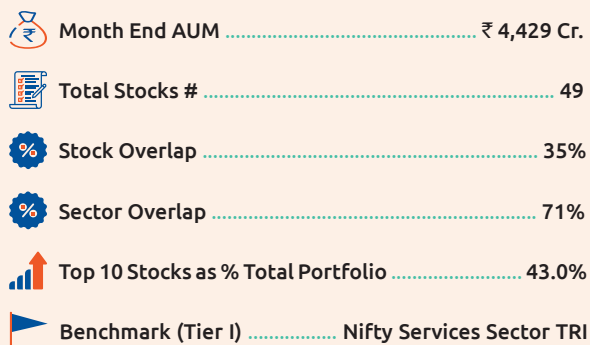 Month End AUM ₹ 4,429 Cr.
Total Stocks # 49
Stock Overlap 35%
Sector Overlap 71%
Top 10 Stocks as % Total Portfolio 43.0%
Benchmark (Tier I) Nifty Services Sector TRI